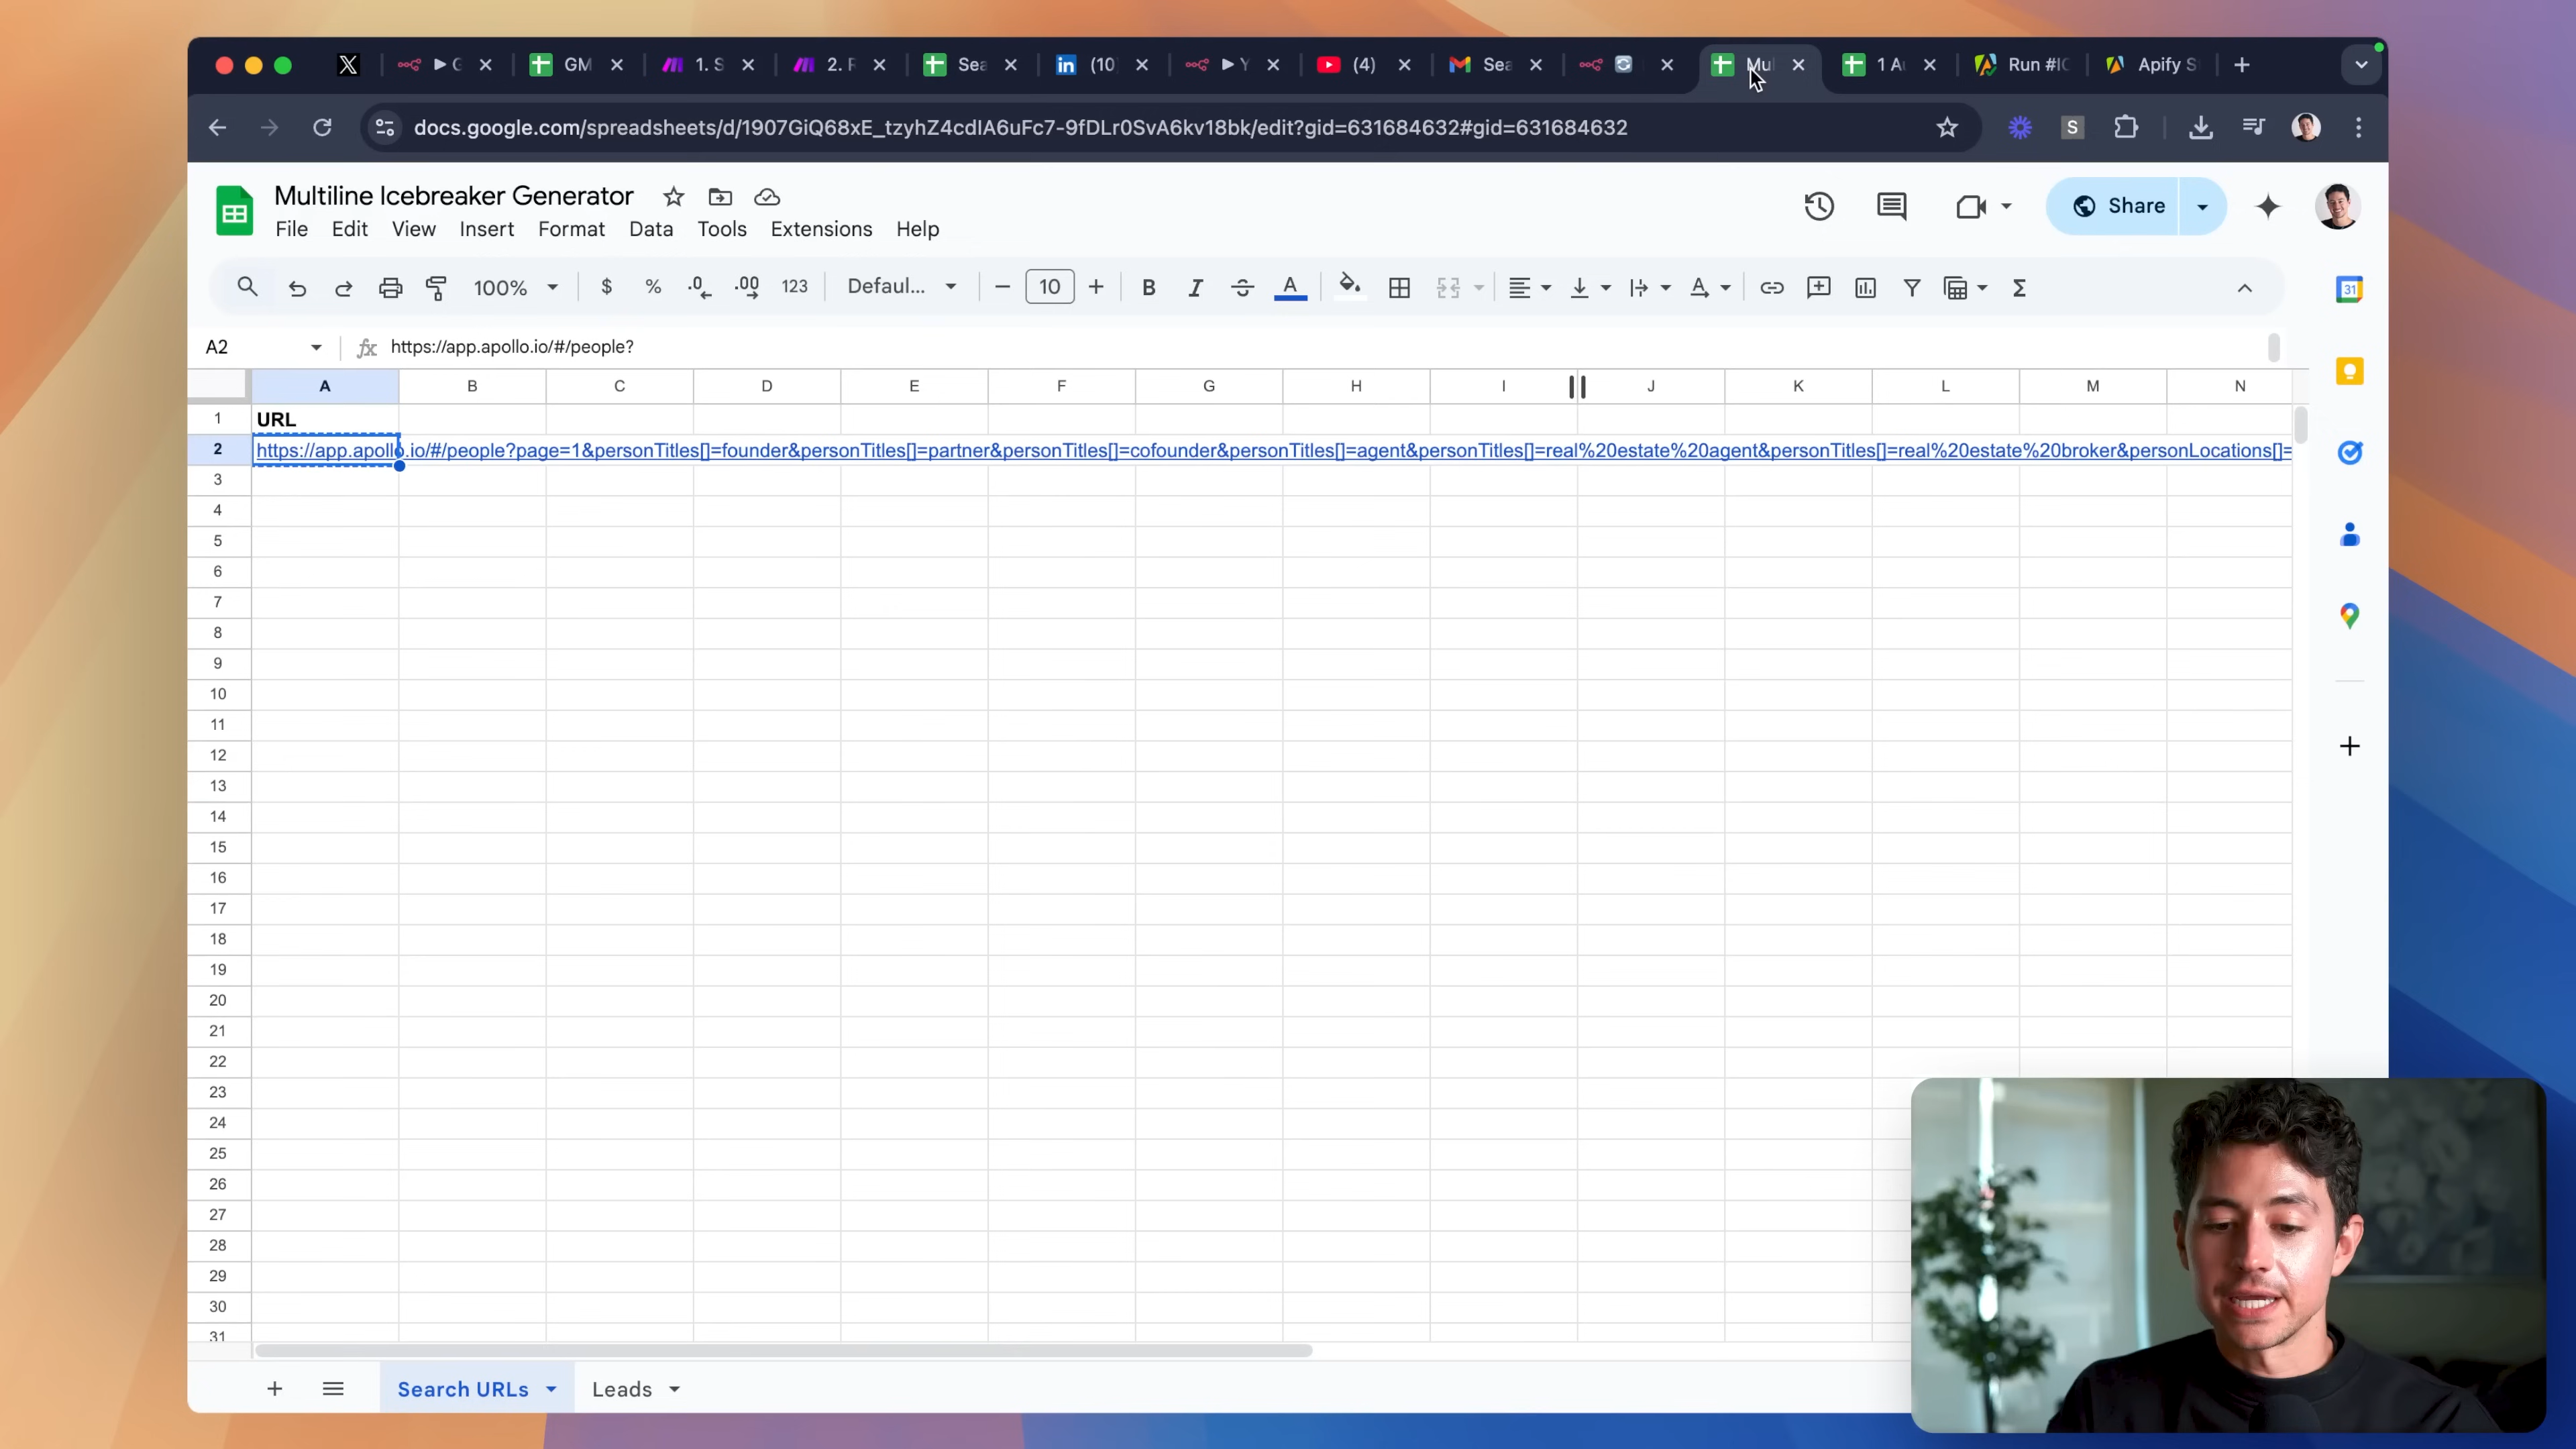 GM
1. S
2. F
Sea
(10
(4)
Sea
Mu
1 A
Run #IC
Apify S
docs.google.com/spreadsheets/d/1907GiQ68xE_tzyhZ4cdlA6uFc7-9fDLr0SvA6kv18bk/edit?gid=631684632#gid=631684632
S
Multiline Icebreaker Generator
File Edit View Insert Format Data Tools Extensions Help
Share
100% $ % .0 .00 123 Defaul... 10 B I A
31
A2 fx https://app.apollo.io/#/people?
A B C D E F G H I J K L M N
1 URL
2 https://app.apollo.io/#/people?page=1&personTitles[]=founder&personTitles[]=partner&personTitles[]=cofounder&personTitles[]=agent&personTitles[]=real%20estate%20agent&personTitles[]=real%20estate%20broker&personLocations[]=
3
4
5
6
7
8
9
10
11
12
13
14
15
16
17
18
19
20
21
22
23
24
25
26
27
28
29
30
31
Search URLs Leads